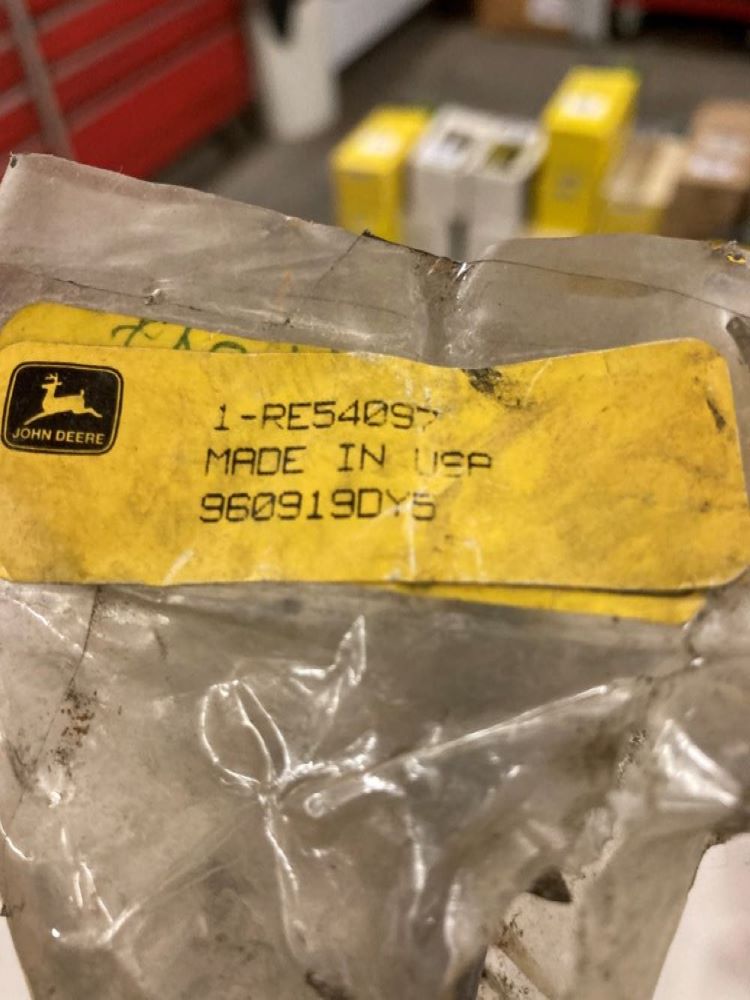 JOHN DEERE
1-RE54097
MADE IN USA
960919DY5